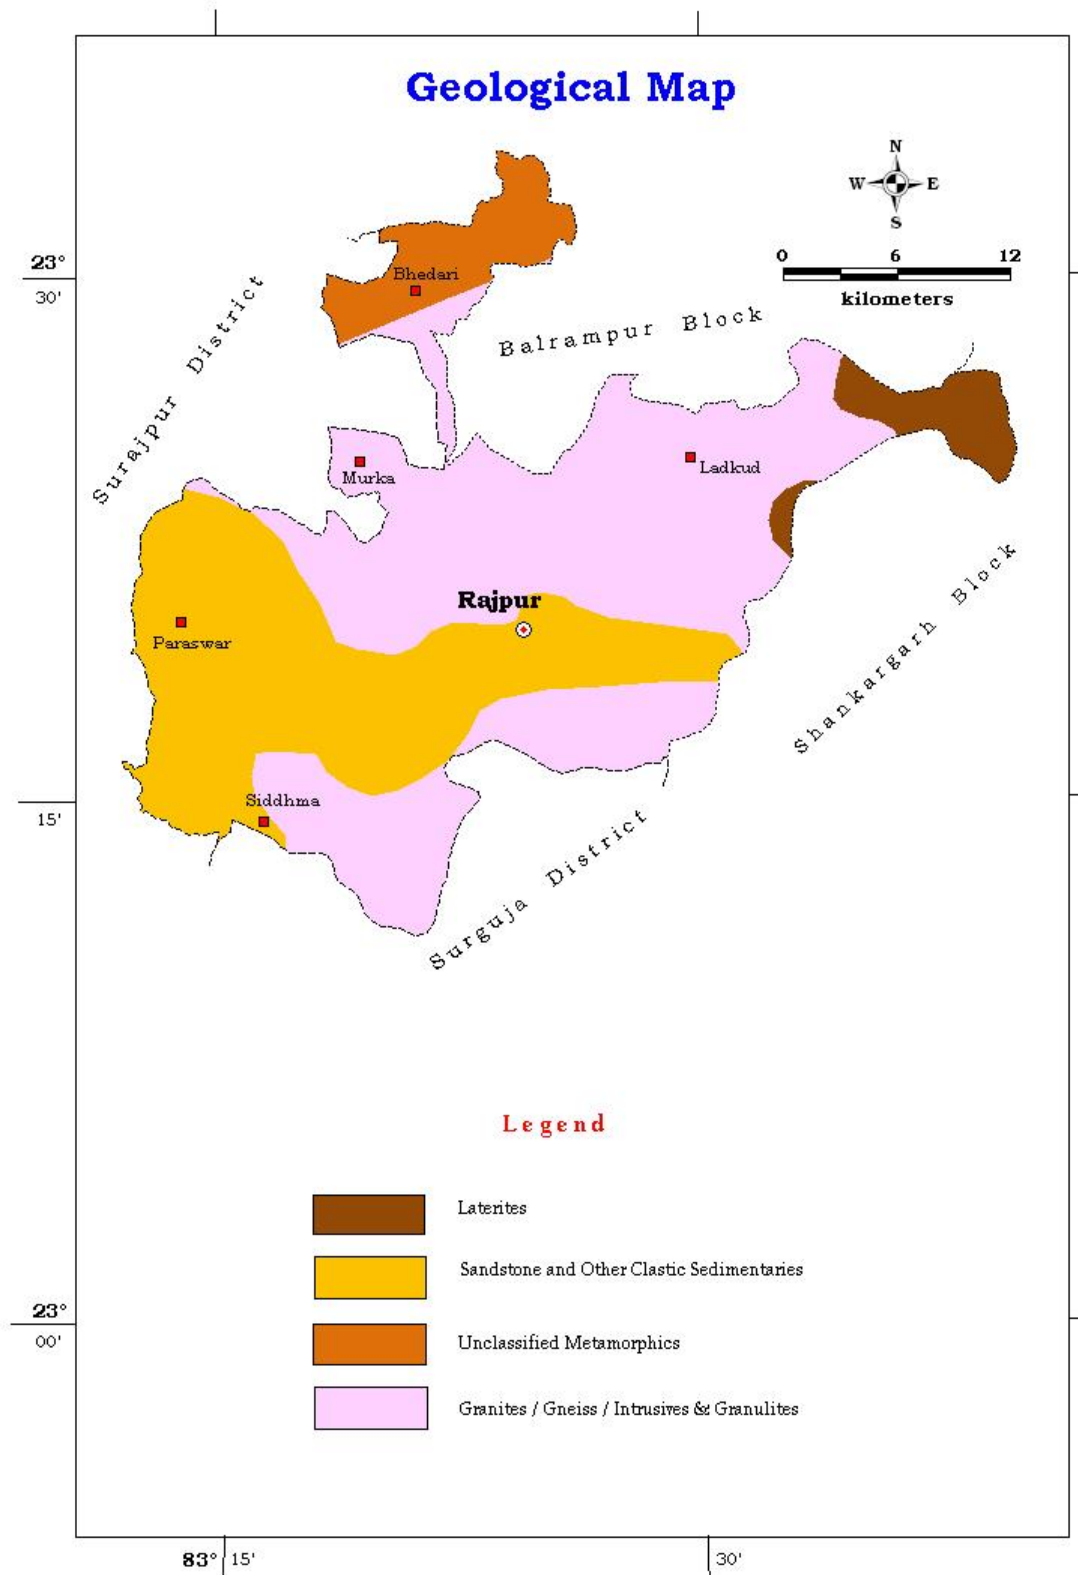 Geological Map
N
W E
S
0 6 12
kilometers
23°
30'
Bhedari
Surajpur District
Balrampur Block
Murka
Ladkud
Rajpur
Paraswar
Shankargarh Block
Siddhma
15'
Surguja District
Legend
Laterites
Sandstone and Other Clastic Sedimentaries
23°
00'
Unclassified Metamorphics
Granites / Gneiss / Intrusives & Granulites
83° 15' 30'